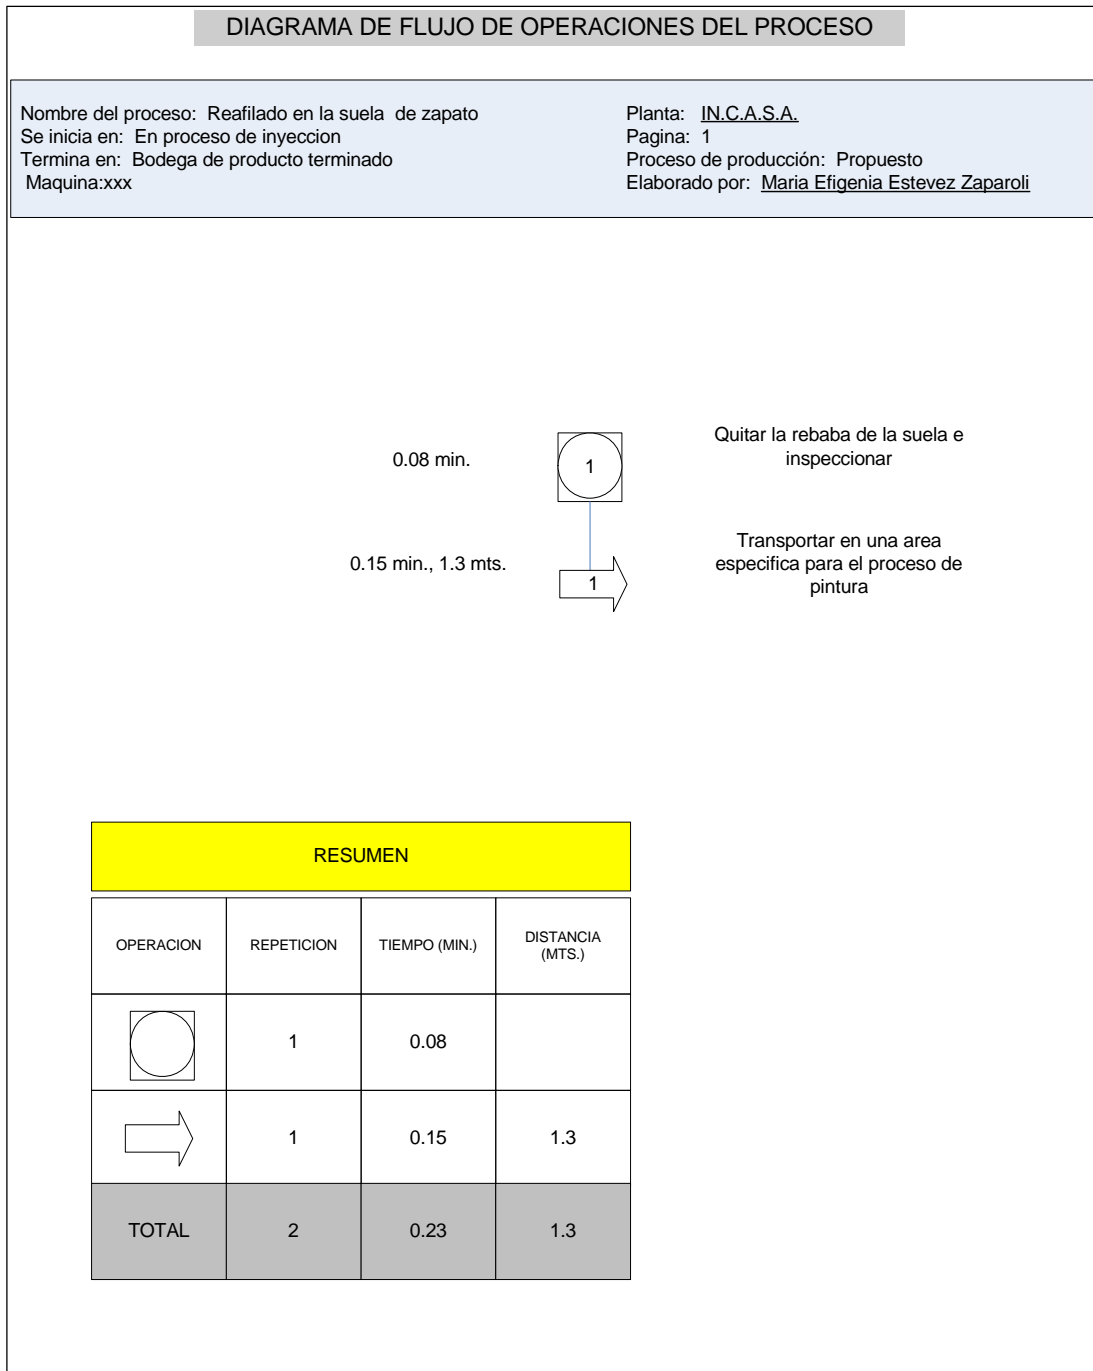 DIAGRAMA DE FLUJO DE OPERACIONES DEL PROCESO
Nombre del proceso: Reafilado en la suela de zapato
Se inicia en: En proceso de inyeccion
Termina en: Bodega de producto terminado
Maquina:xxx
Planta: IN.C.A.S.A.
Pagina: 1
Proceso de producción: Propuesto
Elaborado por: Maria Efigenia Estevez Zaparoli
0.08 min.
1
Quitar la rebaba de la suela e
inspeccionar
0.15 min., 1.3 mts.
1
Transportar en una area
especifica para el proceso de
pintura
RESUMEN
OPERACION REPETICION TIEMPO (MIN.) DISTANCIA
(MTS.)
1 0.08
1 0.15 1.3
TOTAL 2 0.23 1.3